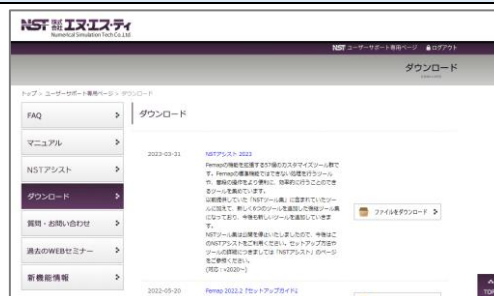 NST 株式会社 エヌ・エス・ティ
Numerical Simulation Tech Co.Ltd
NST ユーザーサポート専用ページ ログアウト
ダウンロード
トップ > ユーザーサポート専用ページ > ダウンロード
FAQ
マニュアル
NSTアシスト
ダウンロード
質問・お問い合わせ
過去のWEBセミナー
新機能情報
ダウンロード
2023-03-31
NSTアシスト 2023
Femapの機能を拡張する57個のカスタマイズツール群で
す。Femapの標準機能ではできない処理を行うツール
や、普段の操作をより便利に、効率的に行うことのでき
るツールを集めています。
以前提供していた「NSTツール集」に含まれていたツー
ルに加えて、新しく6つのツールを追加した後継ツール集
になっており、今後も新しいツールを追加していきま
す。
NSTツール集は公開を停止いたしましたので、今後はこ
のNSTアシストをご利用ください。セットアップ方法や
ツールの詳細につきましては「NSTアシスト」のページ
をご参照ください。
(対応：v2020~)
ファイルをダウンロード
2022-05-20
Femap 2022.2『セットアップガイド』
TOP